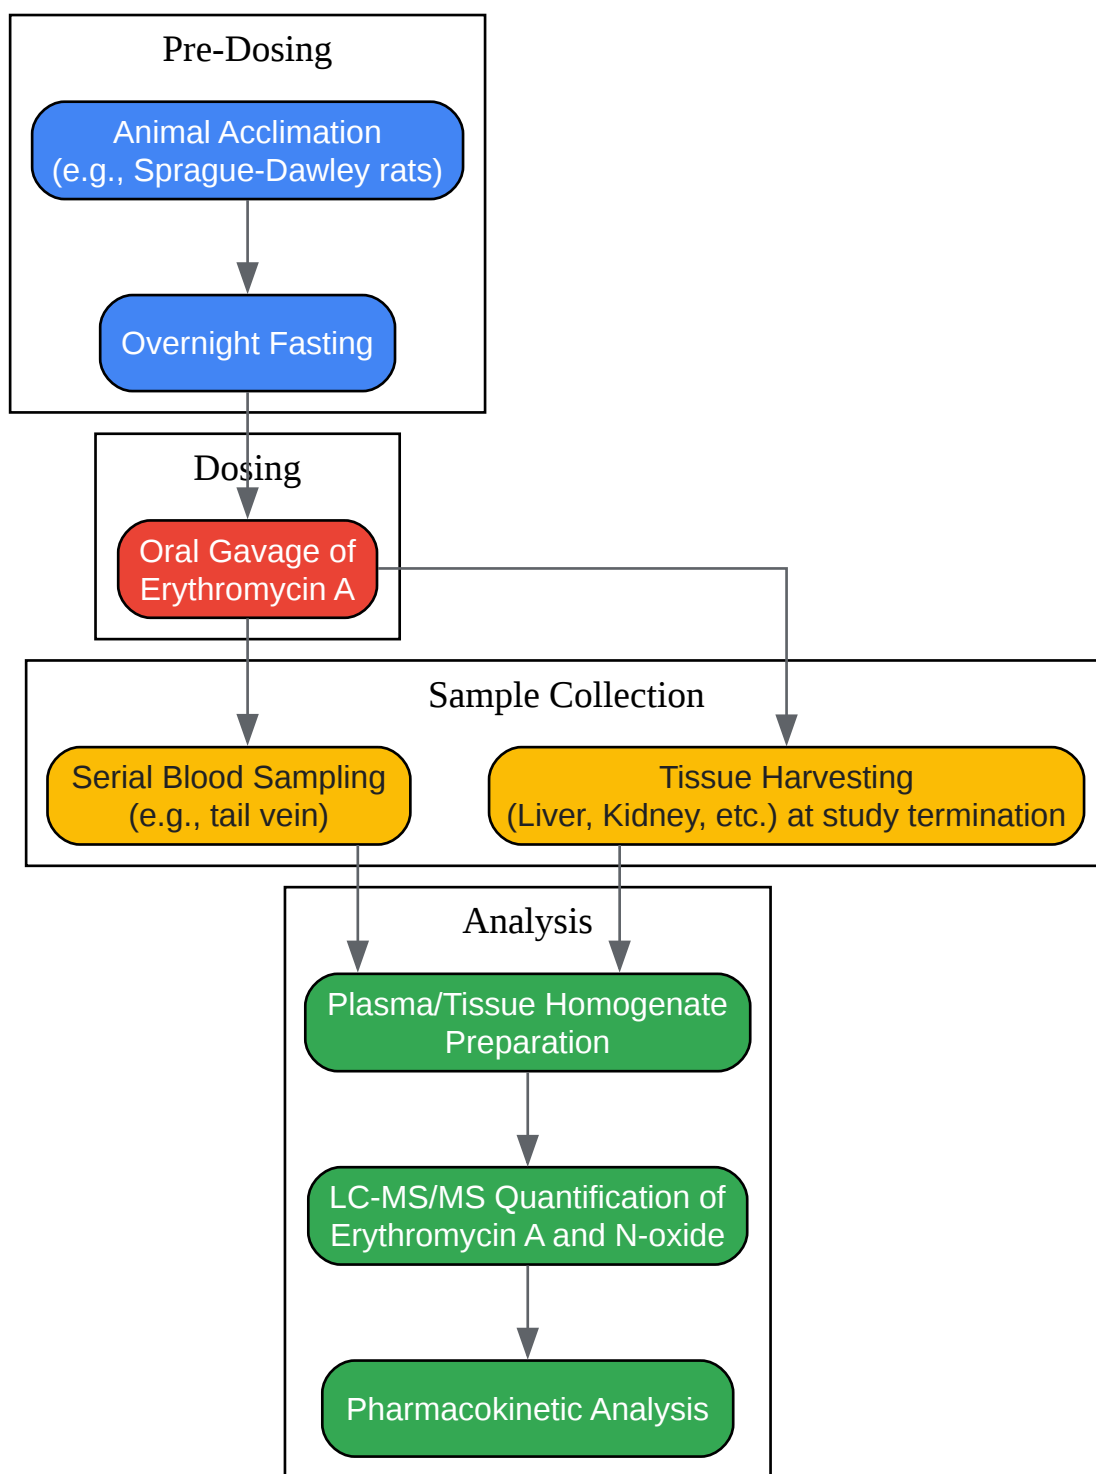 Pre-Dosing
Animal Acclimation
(e.g., Sprague-Dawley rats)
Overnight Fasting
Dosing
Oral Gavage of
Erythromycin A
Sample Collection
Serial Blood Sampling
(e.g., tail vein)
Tissue Harvesting
(Liver, Kidney, etc.) at study termination
Analysis
Plasma/Tissue Homogenate
Preparation
LC-MS/MS Quantification of
Erythromycin A and N-oxide
Pharmacokinetic Analysis